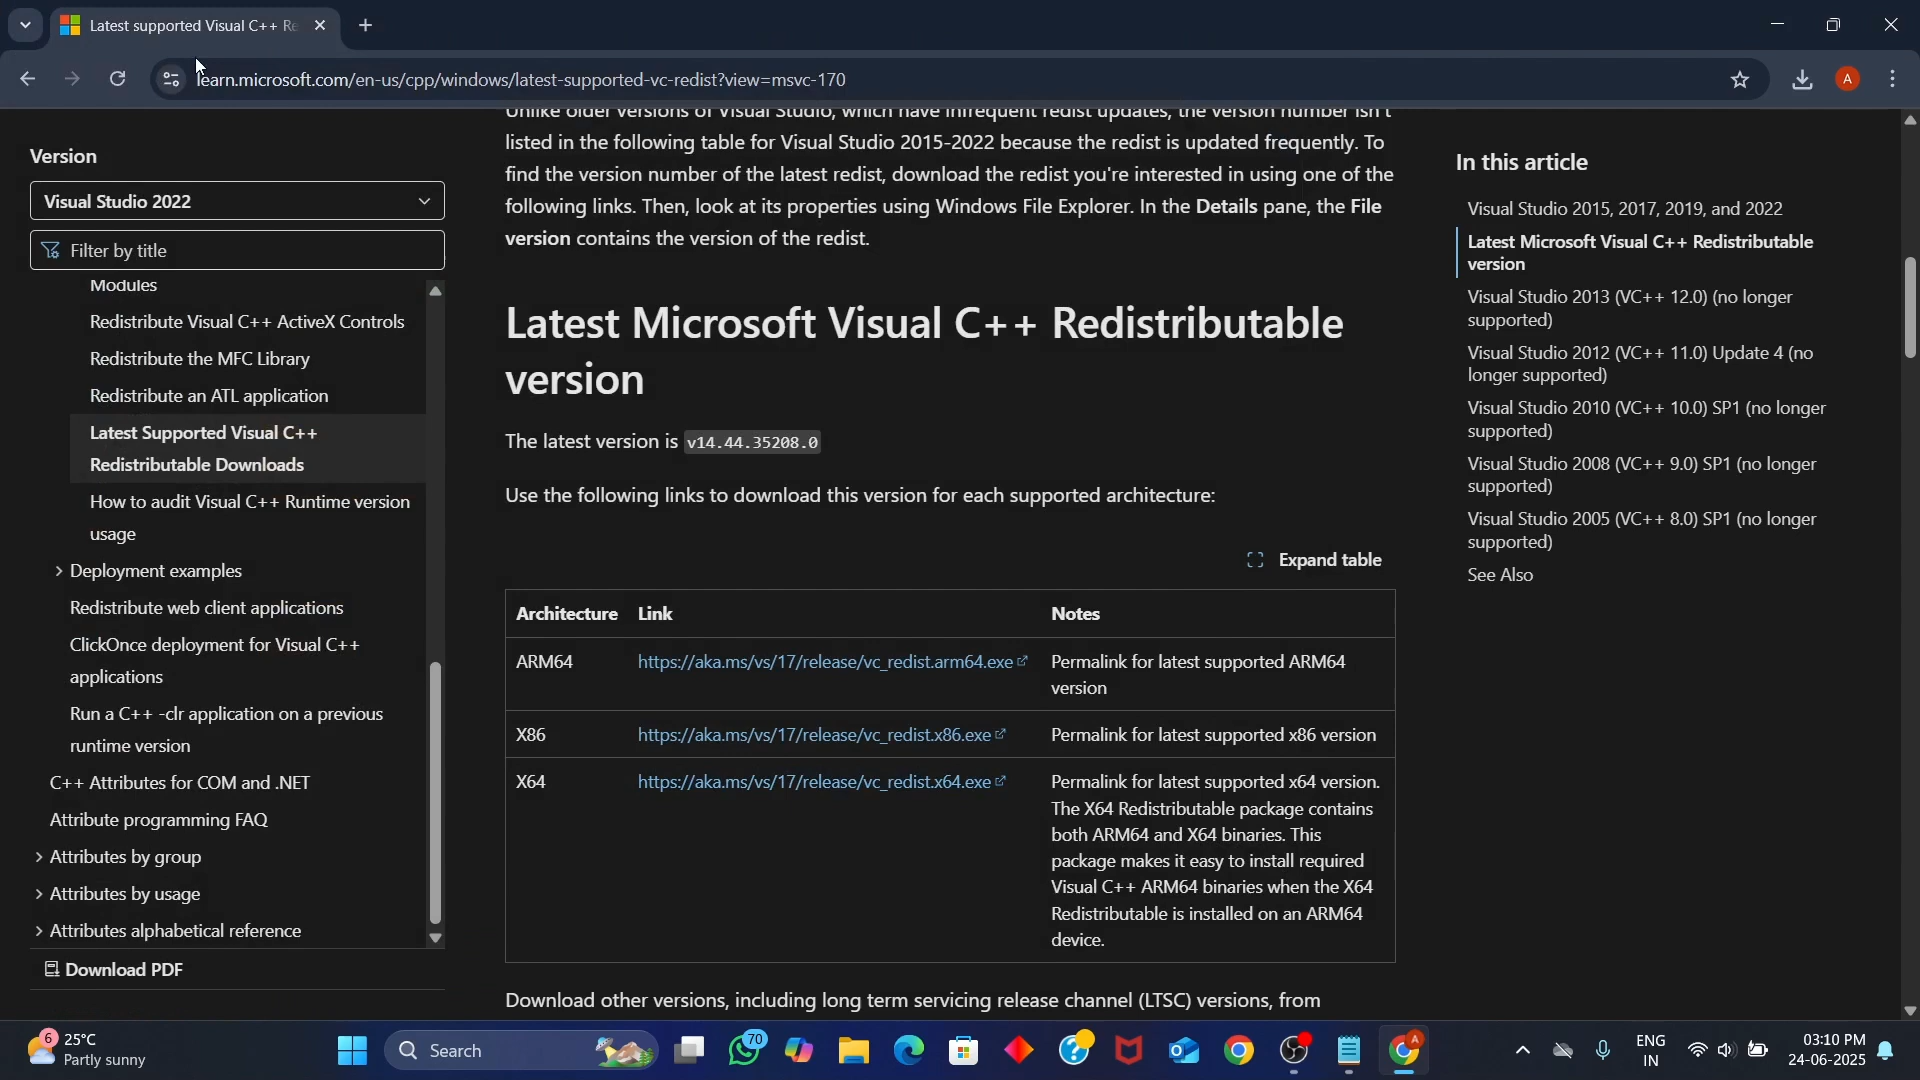 Latest supported Visual C++ Re
learn.microsoft.com/en-us/cpp/windows/latest-supported-vc-redist?view=msvc-170
A
Version
Visual Studio 2022
Filter by title
Modules
Redistribute Visual C++ ActiveX Controls
Redistribute the MFC Library
Redistribute an ATL application
Latest Supported Visual C++
Redistributable Downloads
How to audit Visual C++ Runtime version
usage
Deployment examples
Redistribute web client applications
ClickOnce deployment for Visual C++
applications
Run a C++ -clr application on a previous
runtime version
C++ Attributes for COM and .NET
Attribute programming FAQ
Attributes by group
Attributes by usage
Attributes alphabetical reference
Download PDF
Unlike older versions of Visual Studio, which have infrequent redist updates, the version number isn't
listed in the following table for Visual Studio 2015-2022 because the redist is updated frequently. To
find the version number of the latest redist, download the redist you're interested in using one of the
following links. Then, look at its properties using Windows File Explorer. In the Details pane, the File
version contains the version of the redist.
Latest Microsoft Visual C++ Redistributable
version
The latest version is v14.44.35208.0
Use the following links to download this version for each supported architecture:
Expand table
Architecture Link Notes
ARM64 https://aka.ms/vs/17/release/vc_redist.arm64.exe Permalink for latest supported ARM64
version
X86 https://aka.ms/vs/17/release/vc_redist.x86.exe Permalink for latest supported x86 version
X64 https://aka.ms/vs/17/release/vc_redist.x64.exe Permalink for latest supported x64 version.
The X64 Redistributable package contains
both ARM64 and X64 binaries. This
package makes it easy to install required
Visual C++ ARM64 binaries when the X64
Redistributable is installed on an ARM64
device.
Download other versions, including long term servicing release channel (LTSC) versions, from
In this article
Visual Studio 2015, 2017, 2019, and 2022
Latest Microsoft Visual C++ Redistributable
version
Visual Studio 2013 (VC++ 12.0) (no longer
supported)
Visual Studio 2012 (VC++ 11.0) Update 4 (no
longer supported)
Visual Studio 2010 (VC++ 10.0) SP1 (no longer
supported)
Visual Studio 2008 (VC++ 9.0) SP1 (no longer
supported)
Visual Studio 2005 (VC++ 8.0) SP1 (no longer
supported)
See Also
6
25°C
Partly sunny
Search
70
A
ENG
IN
03:10 PM
24-06-2025